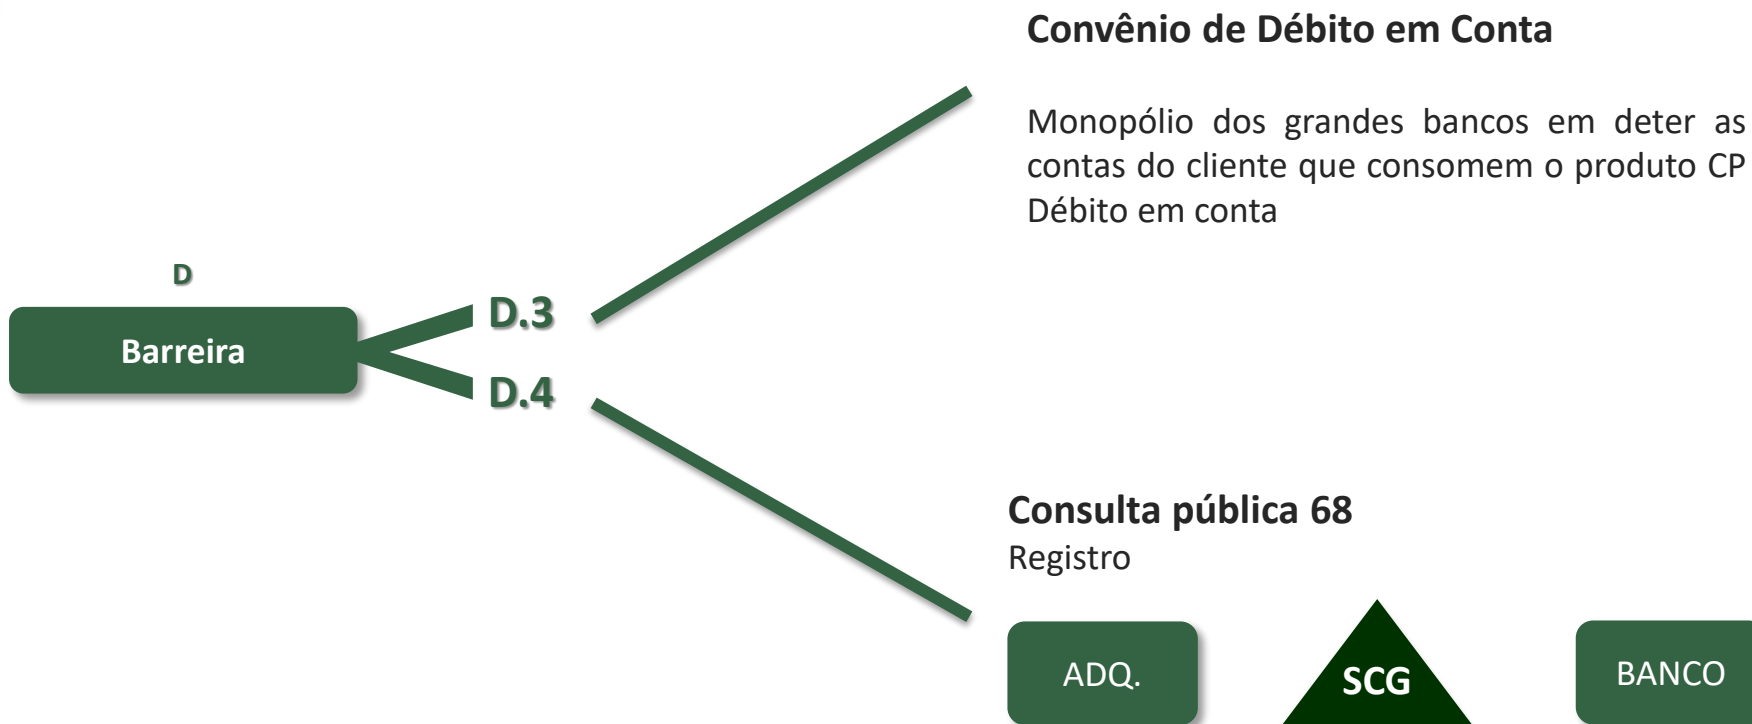 Convênio de Débito em Conta
Monopólio dos grandes bancos em deter as
contas do cliente que consomem o produto CP
Débito em conta
D
Barreira
D.3
D.4
Consulta pública 68
Registro
ADQ.
SCG
BANCO